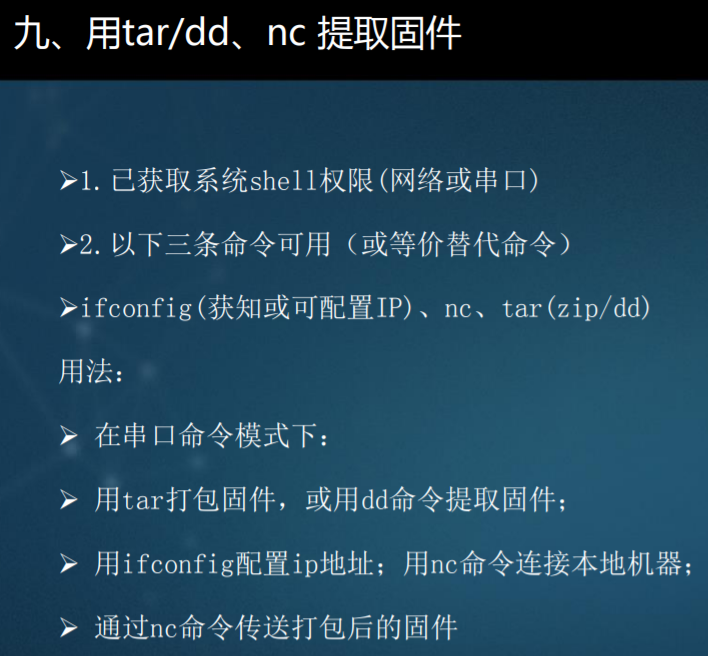 九、用tar/dd、nc 提取固件
➢1.已获取系统shell权限(网络或串口)
➢2.以下三条命令可用（或等价替代命令）
➢ifconfig(获知或可配置IP)、nc、tar(zip/dd)
用法：
➢ 在串口命令模式下：
➢ 用tar打包固件，或用dd命令提取固件；
➢ 用ifconfig配置ip地址；用nc命令连接本地机器；
➢ 通过nc命令传送打包后的固件